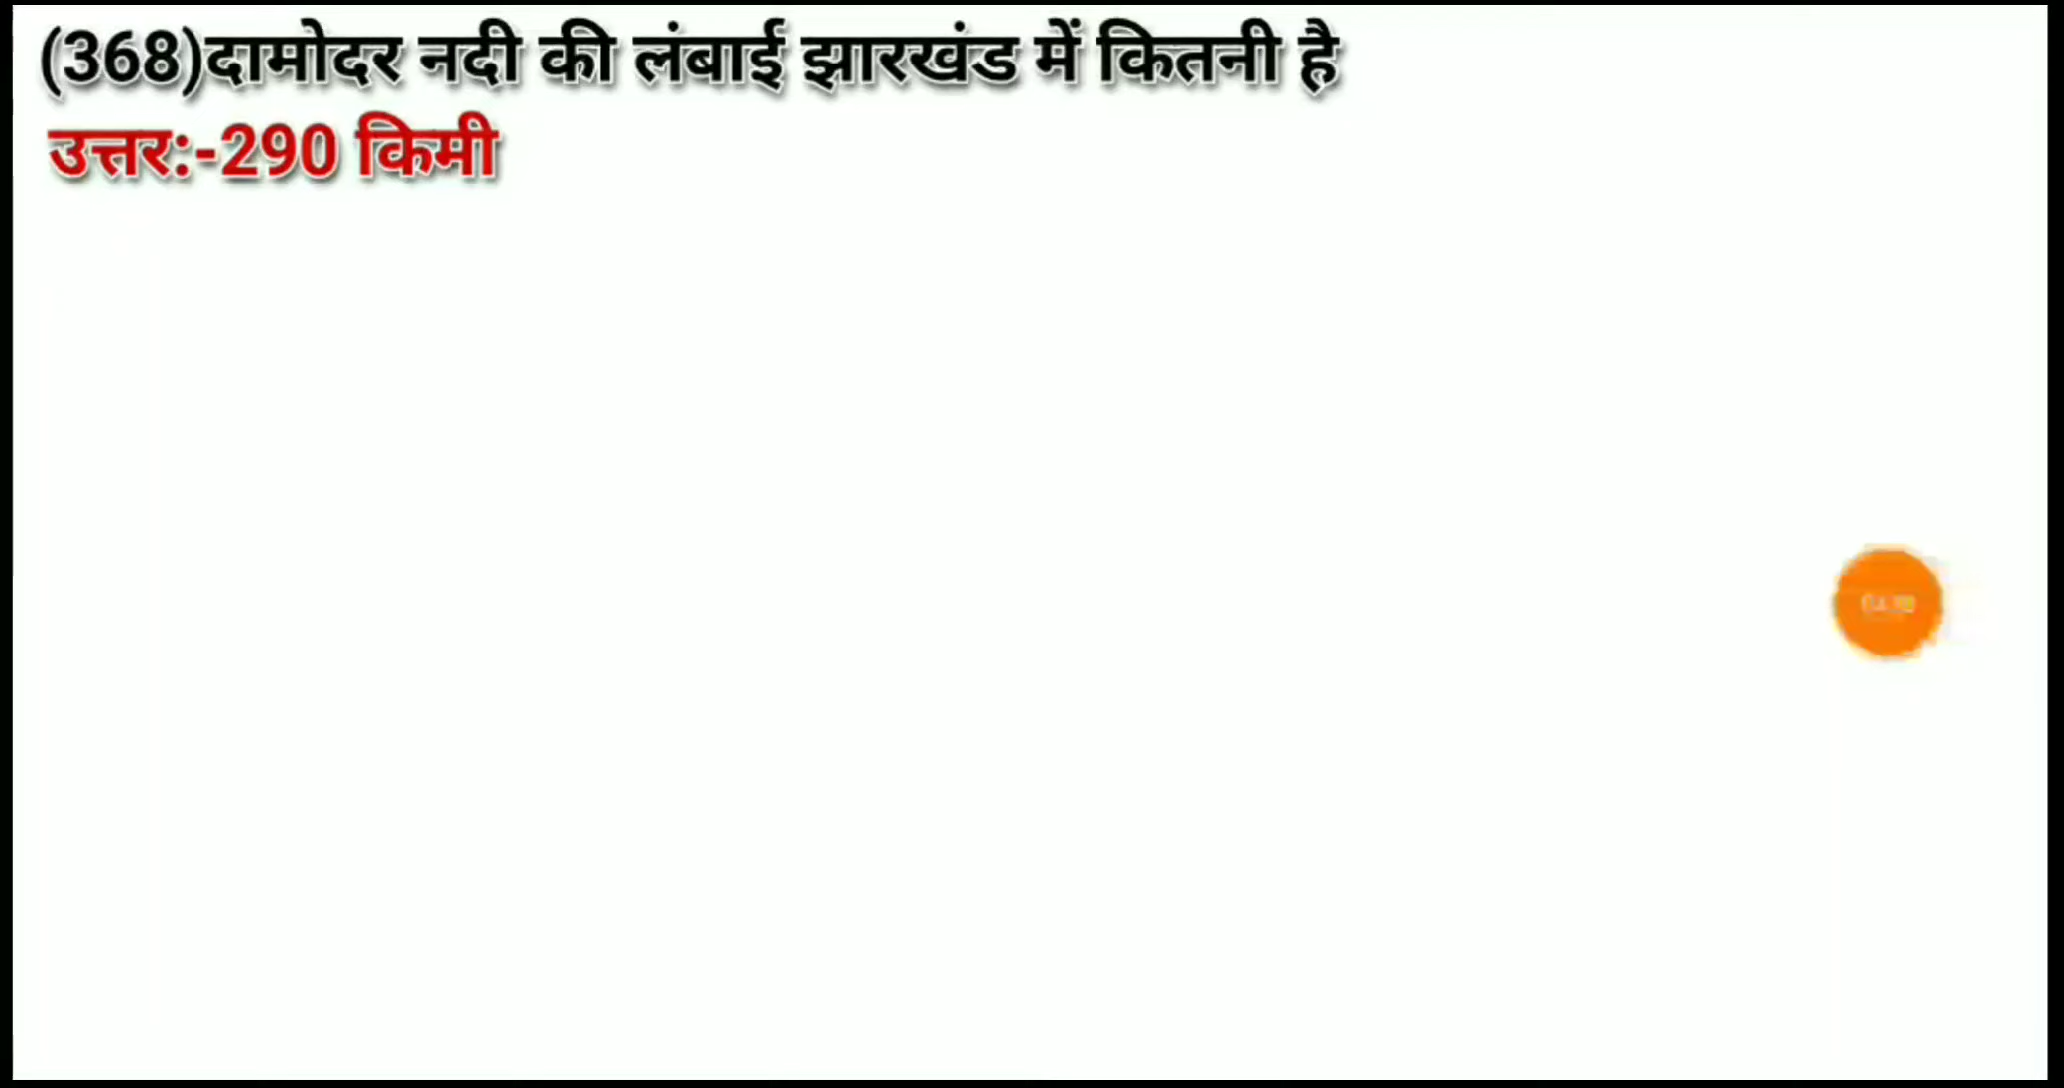 (368)दामोदर नदी की लंबाई झारखंड में कितनी है
उत्तर:-290 किमी